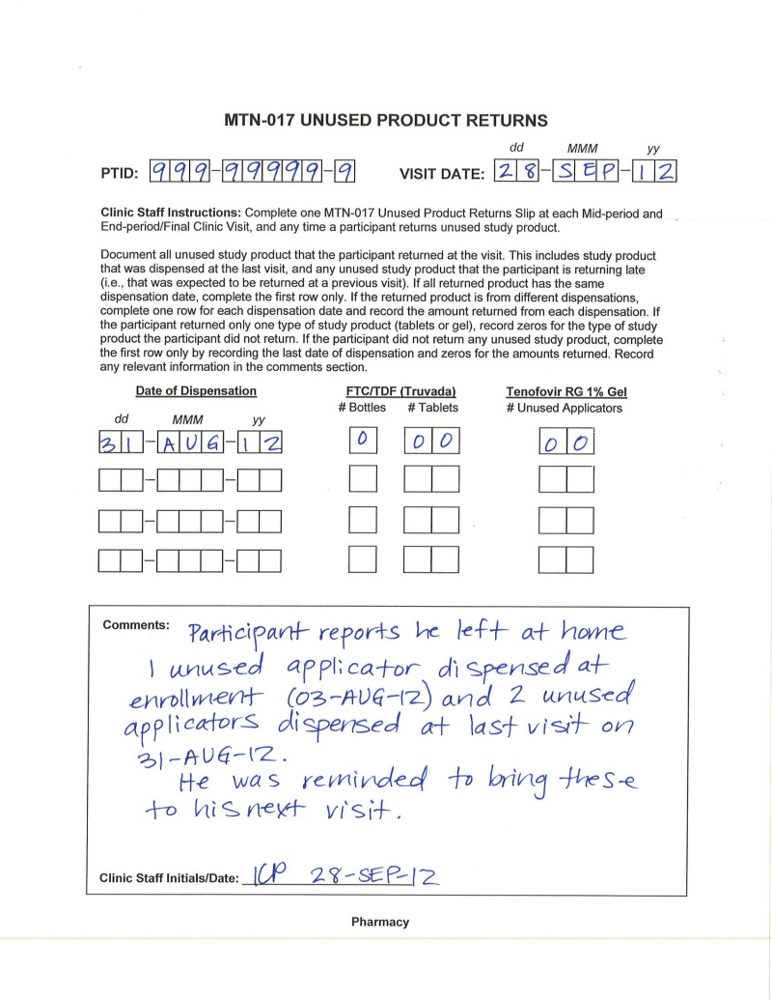 MTN-017 UNUSED PRODUCT RETURNS
dd MMM yy
PTID: 999-99999-9 VISIT DATE: 28-SEP-12
Clinic Staff Instructions: Complete one MTN-017 Unused Product Returns Slip at each Mid-period and
End-period/Final Clinic Visit, and any time a participant returns unused study product.
Document all unused study product that the participant returned at the visit. This includes study product
that was dispensed at the last visit, and any unused study product that the participant is returning late
(i.e., that was expected to be returned at a previous visit). If all returned product has the same
dispensation date, complete the first row only. If the returned product is from different dispensations,
complete one row for each dispensation date and record the amount returned from each dispensation. If
the participant returned only one type of study product (tablets or gel), record zeros for the type of study
product the participant did not return. If the participant did not return any unused study product, complete
the first row only by recording the last date of dispensation and zeros for the amounts returned. Record
any relevant information in the comments section.
Date of Dispensation FTC/TDF (Truvada) Tenofovir RG 1% Gel
# Bottles # Tablets # Unused Applicators
dd MMM yy
31-AUG-12 0 00 00
Comments: Participant reports he left at home
1 unused applicator dispensed at
enrollment (03-AUG-12) and 2 unused
applicators dispensed at last visit on
31-AUG-12.
He was reminded to bring these
to his next visit.
Clinic Staff Initials/Date: ICP 28-SEP-12
Pharmacy